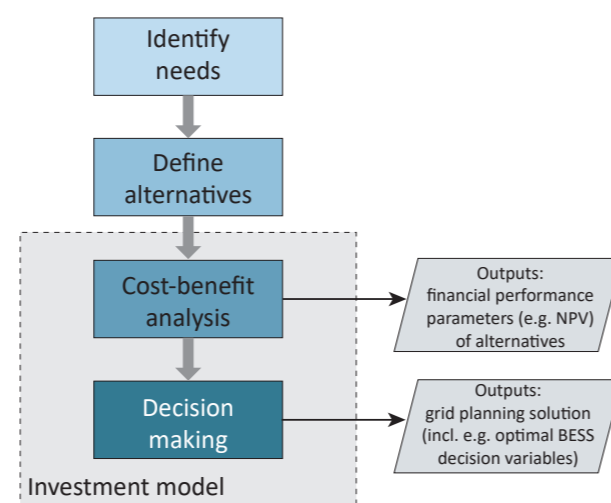 Identify
needs
Define
alternatives
Cost-benefit
analysis
Outputs:
financial performance
parameters (e.g. NPV)
of alternatives
Decision
making
Outputs:
grid planning solution
(incl. e.g. optimal BESS
decision variables)
Investment model